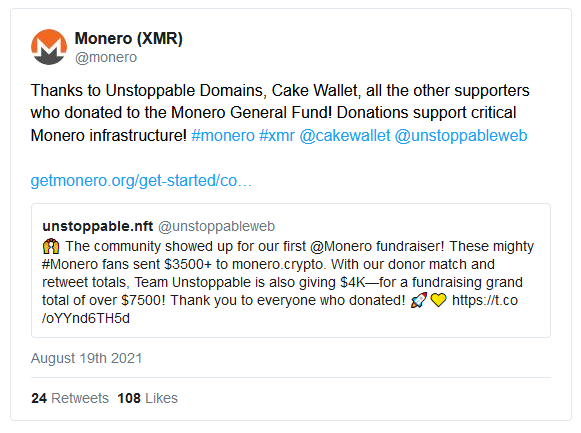 Monero (XMR)
@monero
Thanks to Unstoppable Domains, Cake Wallet, all the other supporters
who donated to the Monero General Fund! Donations support critical
Monero infrastructure! #monero #xmr @cakewallet @unstoppableweb
getmonero.org/get-started/co…
unstoppable.nft @unstoppableweb
🙌 The community showed up for our first @Monero fundraiser! These mighty
#Monero fans sent $3500+ to monero.crypto. With our donor match and
retweet totals, Team Unstoppable is also giving $4K—for a fundraising grand
total of over $7500! Thank you to everyone who donated! 🚀💛 https://t.co
/oYYnd6TH5d
August 19th 2021
24 Retweets 108 Likes